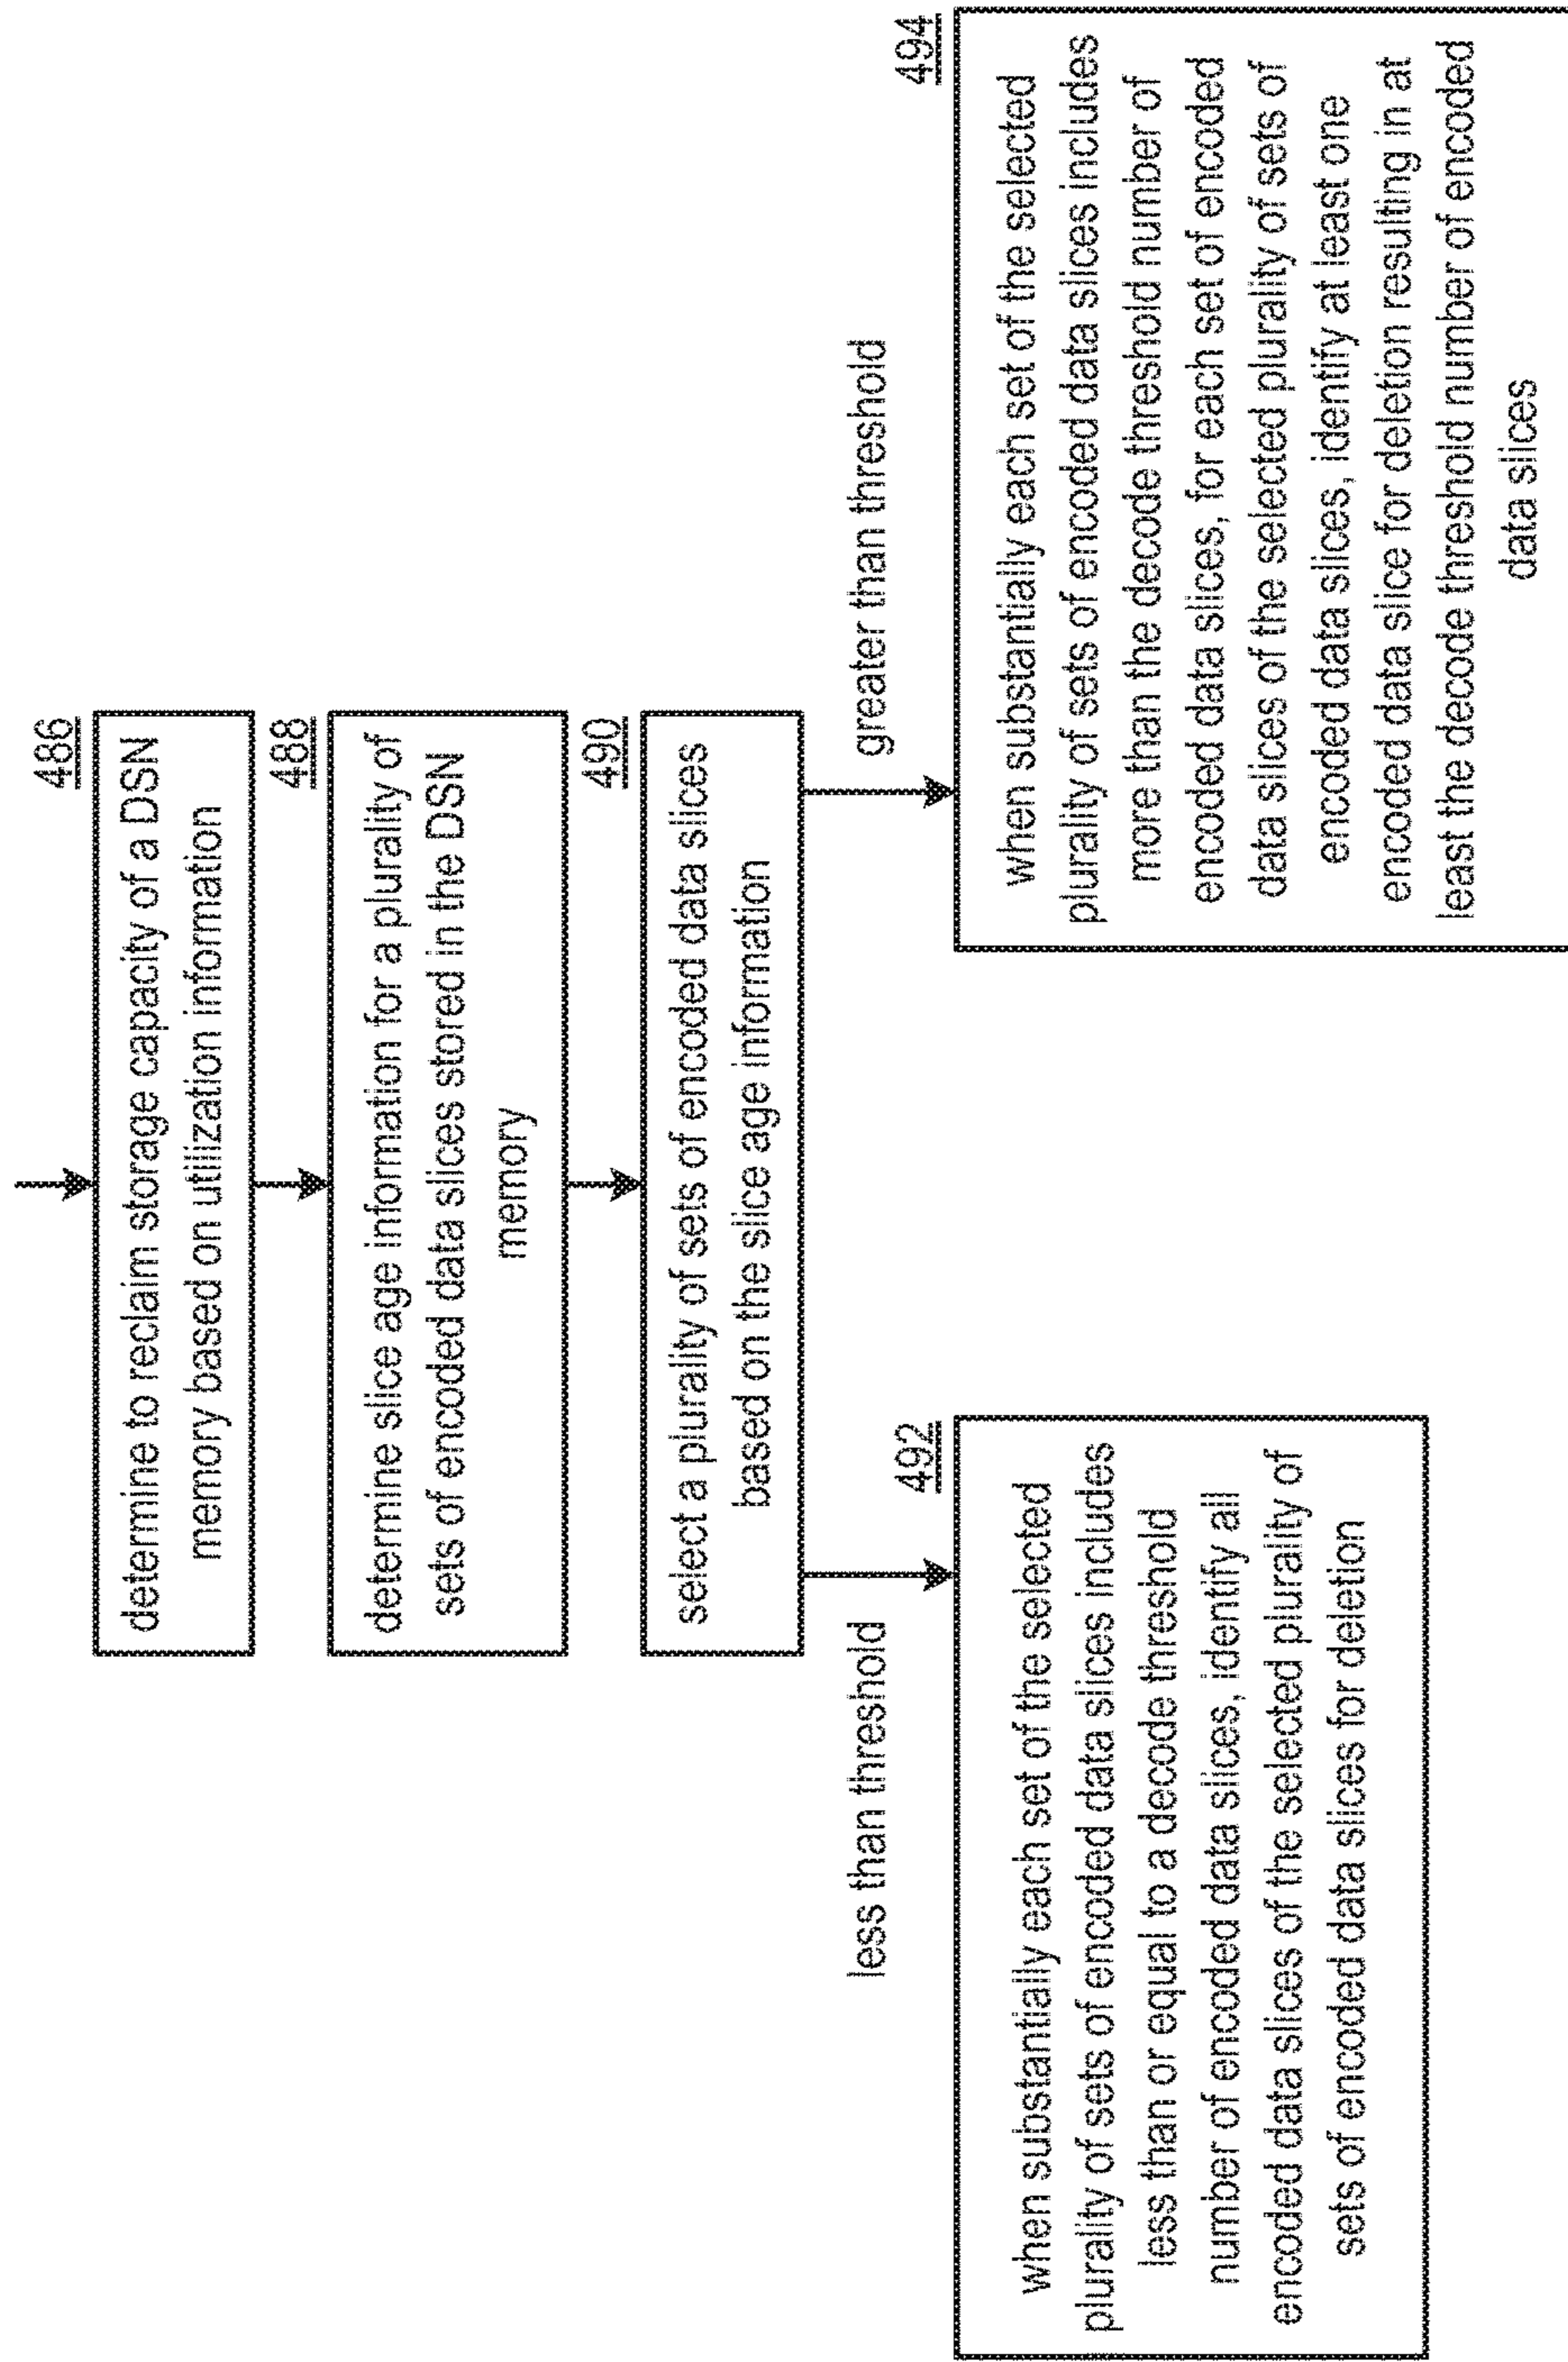 486
determine to reclaim storage capacity of a DSN
memory based on utilization information
488
determine slice age information for a plurality of
sets of encoded data slices stored in the DSN
memory
490
select a plurality of sets of encoded data slices
based on the slice age information
less than threshold
492
when substantially each set of the selected
plurality of sets of encoded data slices includes
less than or equal to a decode threshold
number of encoded data slices, identify all
encoded data slices of the selected plurality of
sets of encoded data slices for deletion
greater than threshold
494
when substantially each set of the selected
plurality of sets of encoded data slices includes
more than the decode threshold number of
encoded data slices, for each set of encoded
data slices of the selected plurality of sets of
encoded data slices, identify at least one
encoded data slice for deletion resulting in at
least the decode threshold number of encoded
data slices